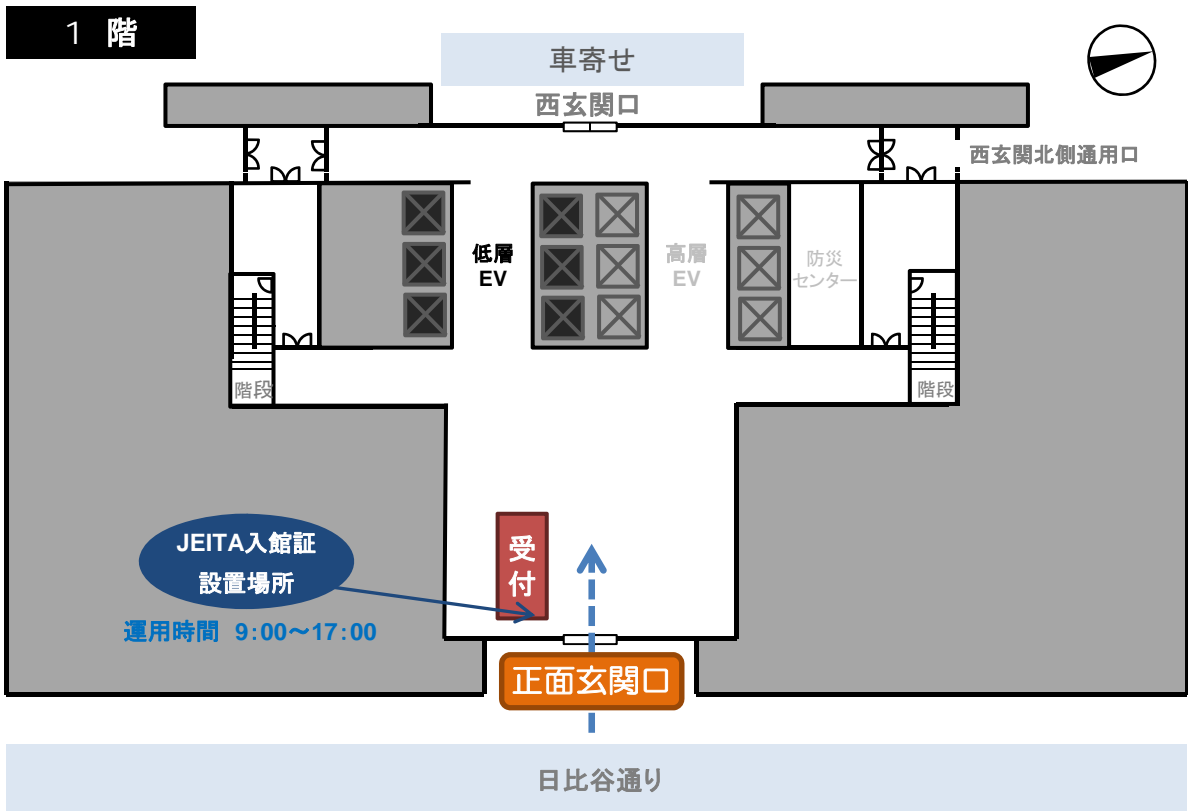 1 階
車寄せ
西玄関口
西玄関北側通用口
低層
EV
高層
EV
防災
センター
階段
階段
JEITA入館証
設置場所
運用時間 9:00～17:00
受付
正面玄関口
日比谷通り